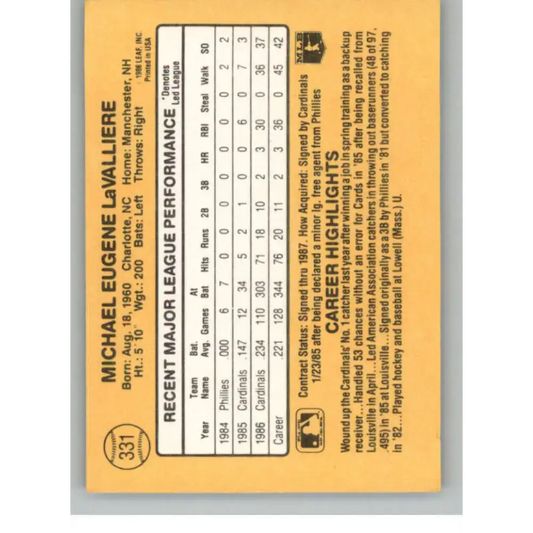 331
MICHAEL EUGENE LaVALLIERE
Born: Aug. 18, 1960 Charlotte, NC Home: Manchester, NH
Ht.: 5'10" Wgt.: 200 Bats: Left Throws: Right
1986 LEAF, INC.
Printed in USA
RECENT MAJOR LEAGUE PERFORMANCE *Denotes Led League
Year Team Name Bat. Avg. Games At Bat Hits Runs 2B 3B HR RBI Steal Walk SO
1984 Phillies .000 6 7 0 0 0 0 0 0 0 2 2
1985 Cardinals .147 12 34 5 2 1 0 0 6 0 7 3
1986 Cardinals .234 110 303 71 18 10 2 3 30 0 36 37
Career .221 128 344 76 20 11 2 3 36 0 45 42
MLB
Contract Status: Signed thru 1987. How Acquired: Signed by Cardinals
1/23/85 after being declared a minor lg. free agent from Phillies
CAREER HIGHLIGHTS
Wound up the Cardinals' No. 1 catcher last year after winning a job in spring training as a backup
receiver...Handled 53 chances without an error for Cards in '85 after being recalled from
Louisville in April...Led American Association catchers in throwing out baserunners (48 of 97,
.495) in '85 at Louisville...Signed originally as a 3B by Phillies in '81 but converted to catching
in '82...Played hockey and baseball at Lowell (Mass.) U.